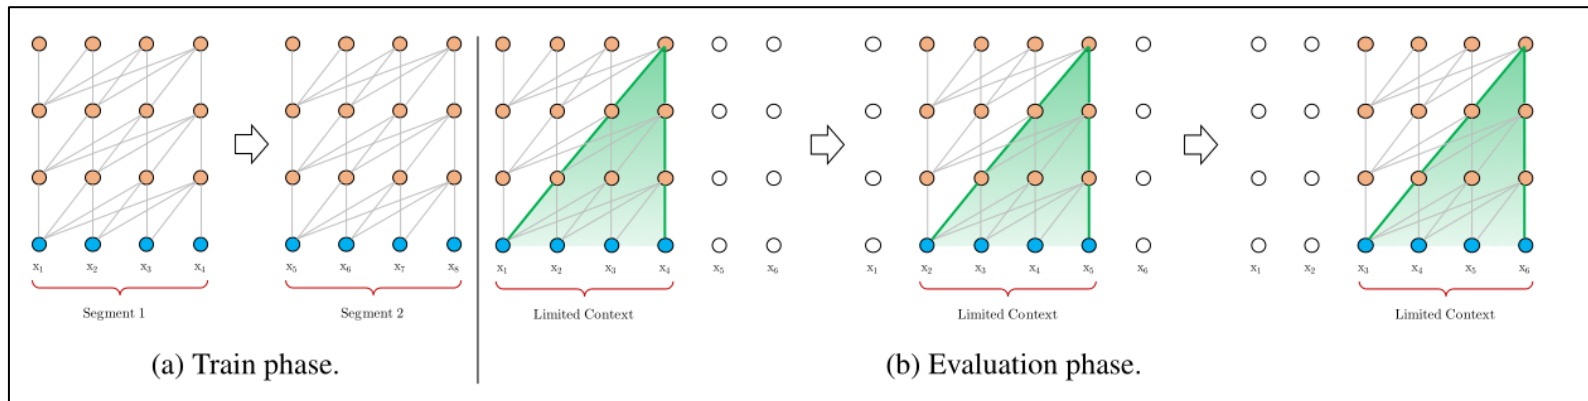 x₁ x₂ x₃ x₄
Segment 1
x₅ x₆ x₇ x₈
Segment 2
(a) Train phase.
x₁ x₂ x₃ x₄ x₅ x₆
Limited Context
x₁ x₂ x₃ x₄ x₅ x₆
Limited Context
x₁ x₂ x₃ x₄ x₅ x₆
Limited Context
(b) Evaluation phase.